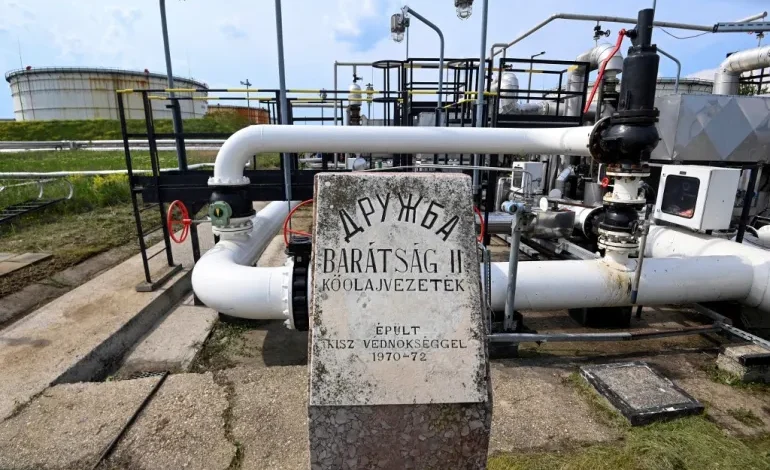 ДРУЖБА
BARÁTSÁG II
KŐOLAJVEZETÉK
ÉPÜLT
KISZ VÉDNÖKSÉGGEL
1970-72